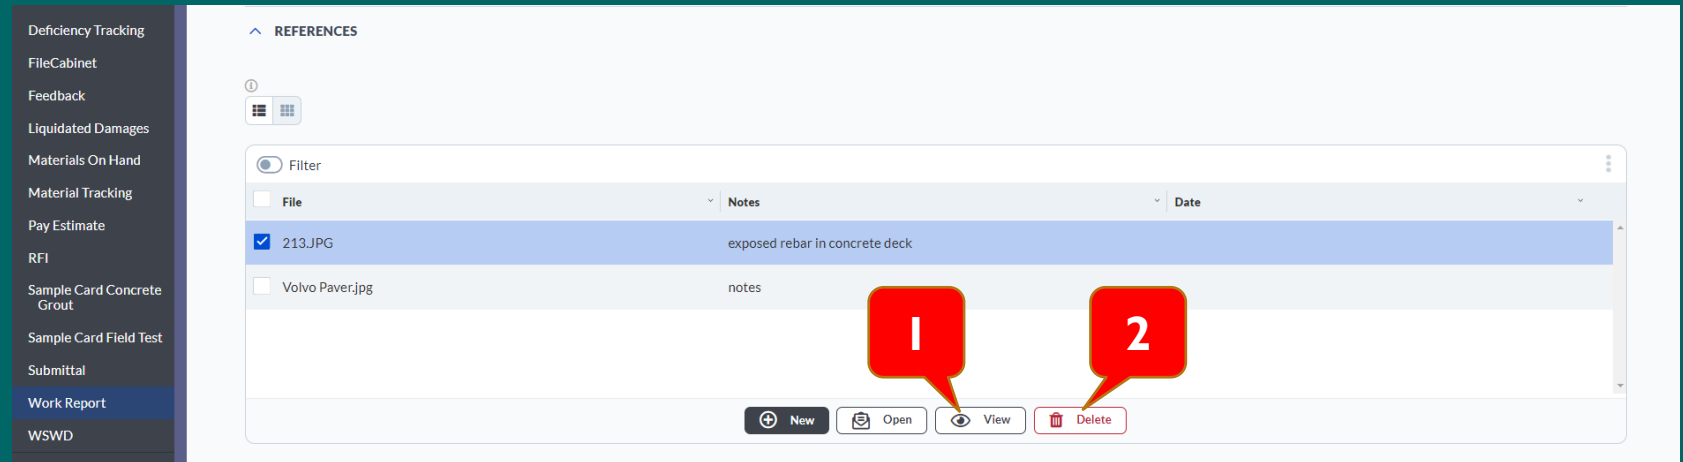 Deficiency Tracking
FileCabinet
Feedback
Liquidated Damages
Materials On Hand
Material Tracking
Pay Estimate
RFI
Sample Card Concrete
Grout
Sample Card Field Test
Submittal
Work Report
WSWD
REFERENCES
Filter
File Notes Date
213.JPG exposed rebar in concrete deck
Volvo Paver.jpg notes
1 2
New Open View Delete